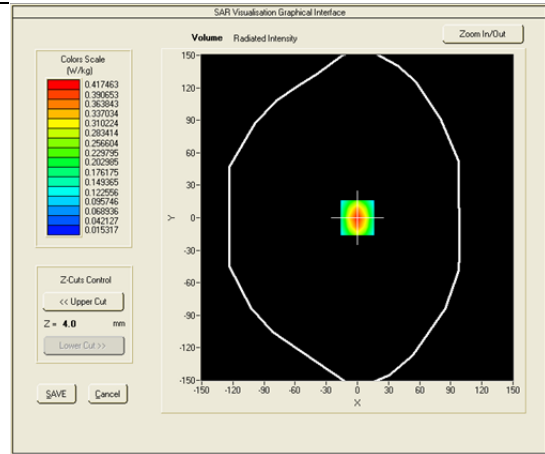 SAR Visualisation Graphical Interface
Volume Radiated Intensity
Zoom In/Out
Colors Scale
(W/kg)
0.417463
0.390653
0.363843
0.337034
0.310224
0.283414
0.256604
0.229795
0.202985
0.176175
0.149365
0.122556
0.095746
0.068936
0.042127
0.015317
Z-Cuts Control
<< Upper Cut
Z = 4.0 mm
Lower Cut >>
SAVE Cancel
150
120
90
60
30
Y 0
-30
-60
-90
-120
-150
-150 -120 -90 -60 -30 0 30 60 90 120 150
X